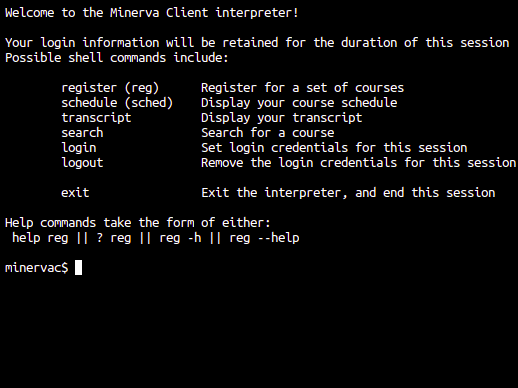 Welcome to the Minerva Client interpreter!
Your login information will be retained for the duration of this session
Possible shell commands include:
register (reg) Register for a set of courses
schedule (sched) Display your course schedule
transcript Display your transcript
search Search for a course
login Set login credentials for this session
logout Remove the login credentials for this session
exit Exit the interpreter, and end this session
Help commands take the form of either:
help reg || ? reg || reg -h || reg --help
minervac$